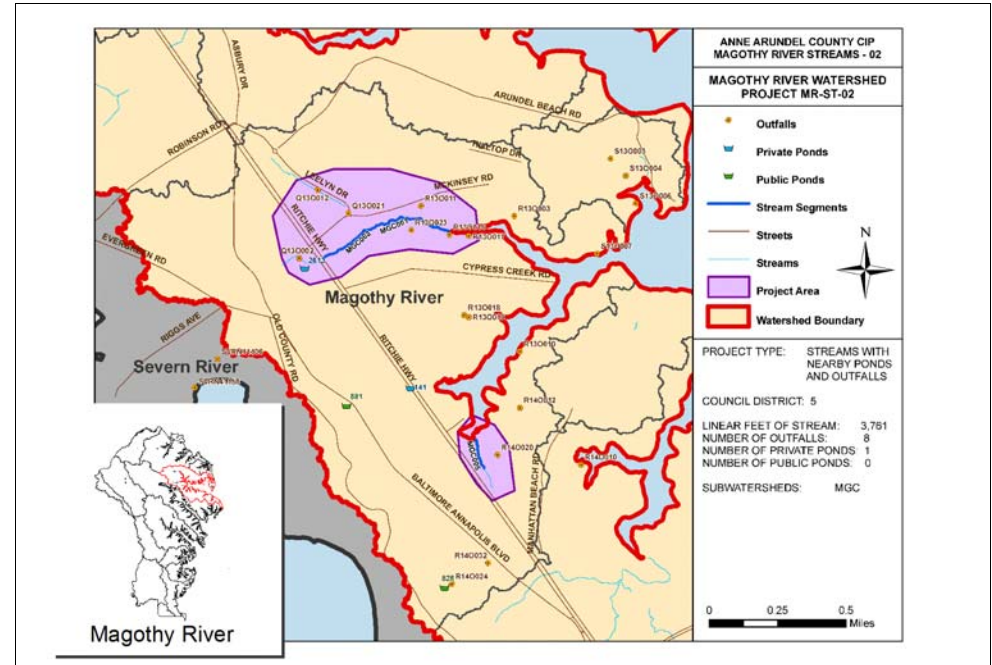 ANNE ARUNDEL COUNTY CIP
MAGOTHY RIVER STREAMS - 02
MAGOTHY RIVER WATERSHED
PROJECT MR-ST-02
Outfalls
Private Ponds
Public Ponds
Stream Segments
Streets
Streams
Project Area
Watershed Boundary
N
PROJECT TYPE: STREAMS WITH
NEARBY PONDS
AND OUTFALLS
COUNCIL DISTRICT: 5
LINEAR FEET OF STREAM: 3,761
NUMBER OF OUTFALLS: 8
NUMBER OF PRIVATE PONDS 1
NUMBER OF PUBLIC PONDS: 0
SUBWATERSHEDS: MGC
0 0.25 0.5
Miles
ASBURY DR
ARUNDEL BEACH RD
ROBINSON RD
HILLTOP DR
S13O003
S13O004
LEELYN DR
MCKINSEY RD
Q13O012
Q13O021
R13O011
S13O006
R13O003
RITCHIE HWY
MGC001
Q13O002
EVERGREEN RD
CYPRESS CREEK RD
Magothy River
R13O018
RIGGS AVE
OLD COUNTY RD
RITCHIE HWY
R13O010
Severn River
141
881
R14O032
R14O020
R14O010
BALTIMORE ANNAPOLIS BLVD
MANHATTAN BEACH RD
R14O032
828
R14O024
Magothy River